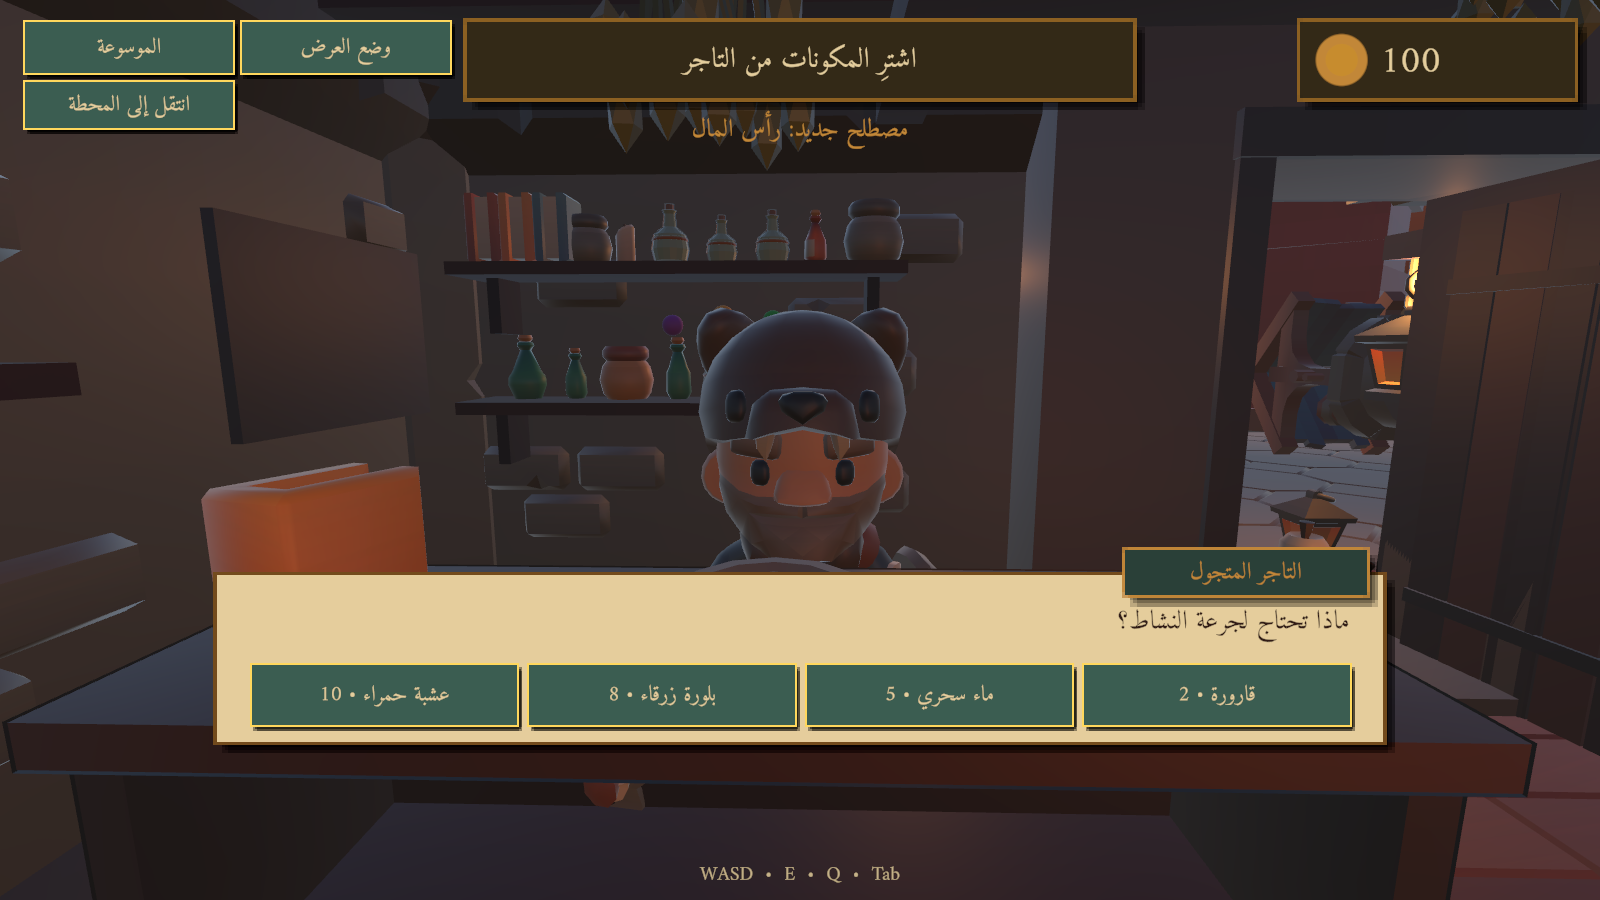 الموسوعة
وضع العرض
انتقل إلى المحطة
اشترِ المكونات من التاجر
100
مصطلح جديد: رأس المال
التاجر المتجول
ماذا تحتاج لجرعة النشاط؟
قارورة • 2
ماء سحري • 5
بلورة زرقاء • 8
عشبة حمراء • 10
WASD • E • Q • Tab